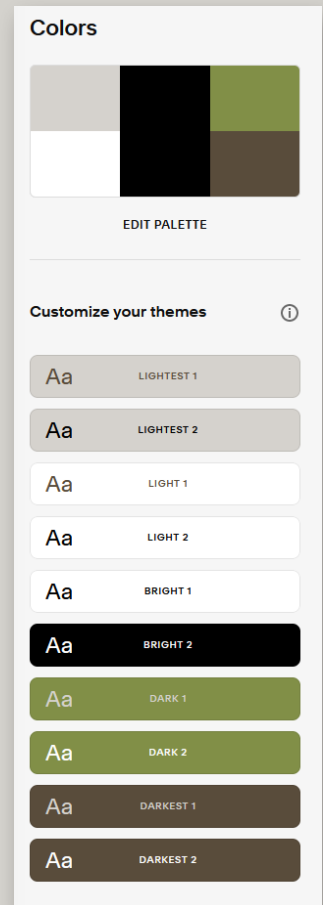 Colors
EDIT PALETTE
Customize your themes
Aa LIGHTEST 1
Aa LIGHTEST 2
Aa LIGHT 1
Aa LIGHT 2
Aa BRIGHT 1
Aa BRIGHT 2
Aa DARK 1
Aa DARK 2
Aa DARKEST 1
Aa DARKEST 2